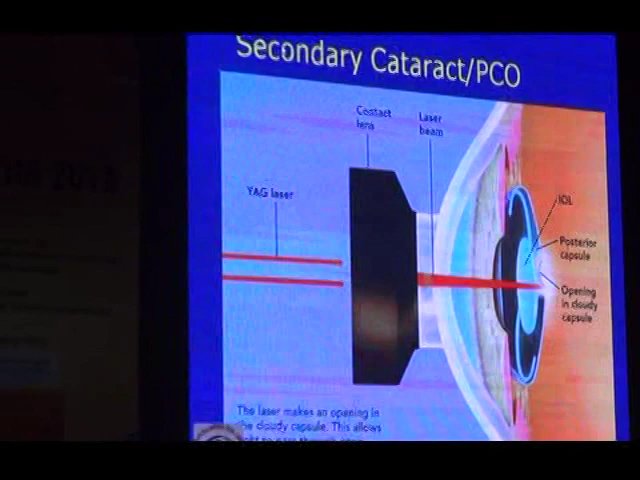 Secondary Cataract/PCO
Contact
lens
Laser
beam
YAG laser
IOL
Posterior
capsule
Opening
in cloudy
capsule
The laser makes an opening in
the cloudy capsule. This allows
2013